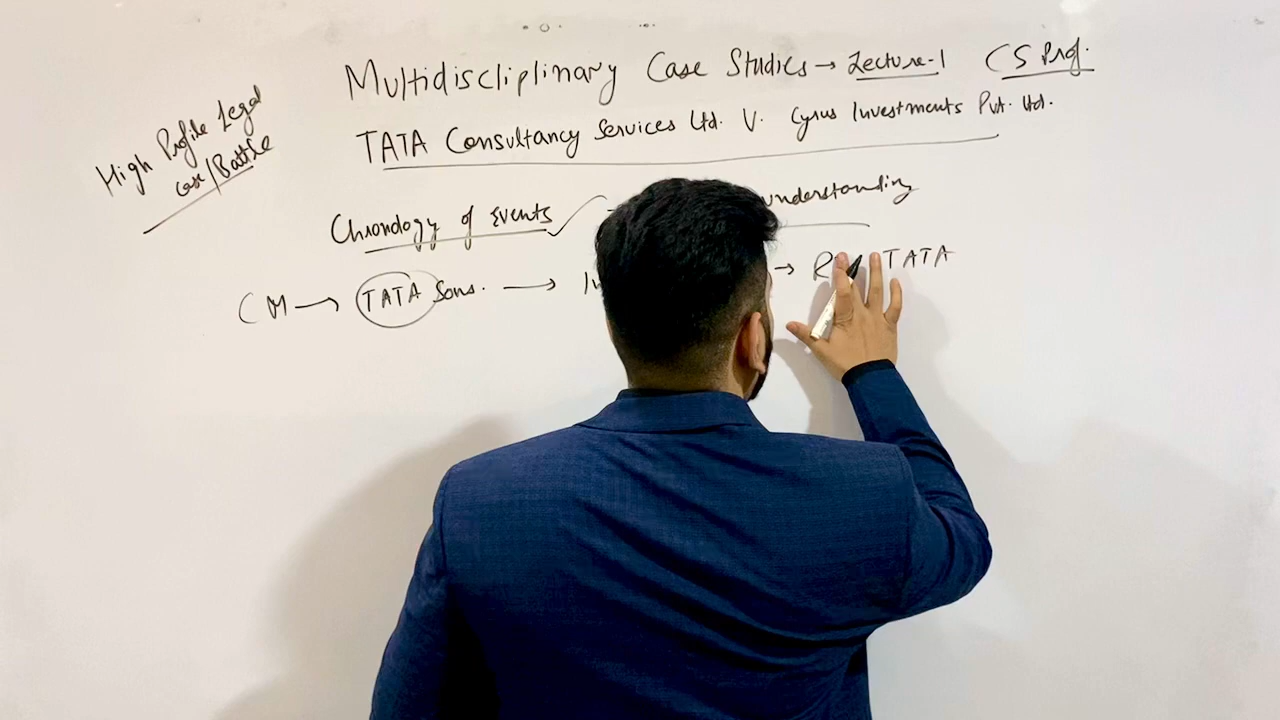 Multidiscliplinary Case Studies → Lecture-1 CS Prof.
TATA Consultancy Services Ltd. V. Cyrus Investments Pvt. Ltd.
High Profile Legal
Case/Battle
Chronology of Events understanding
CM → TATA Sons. → → TATA